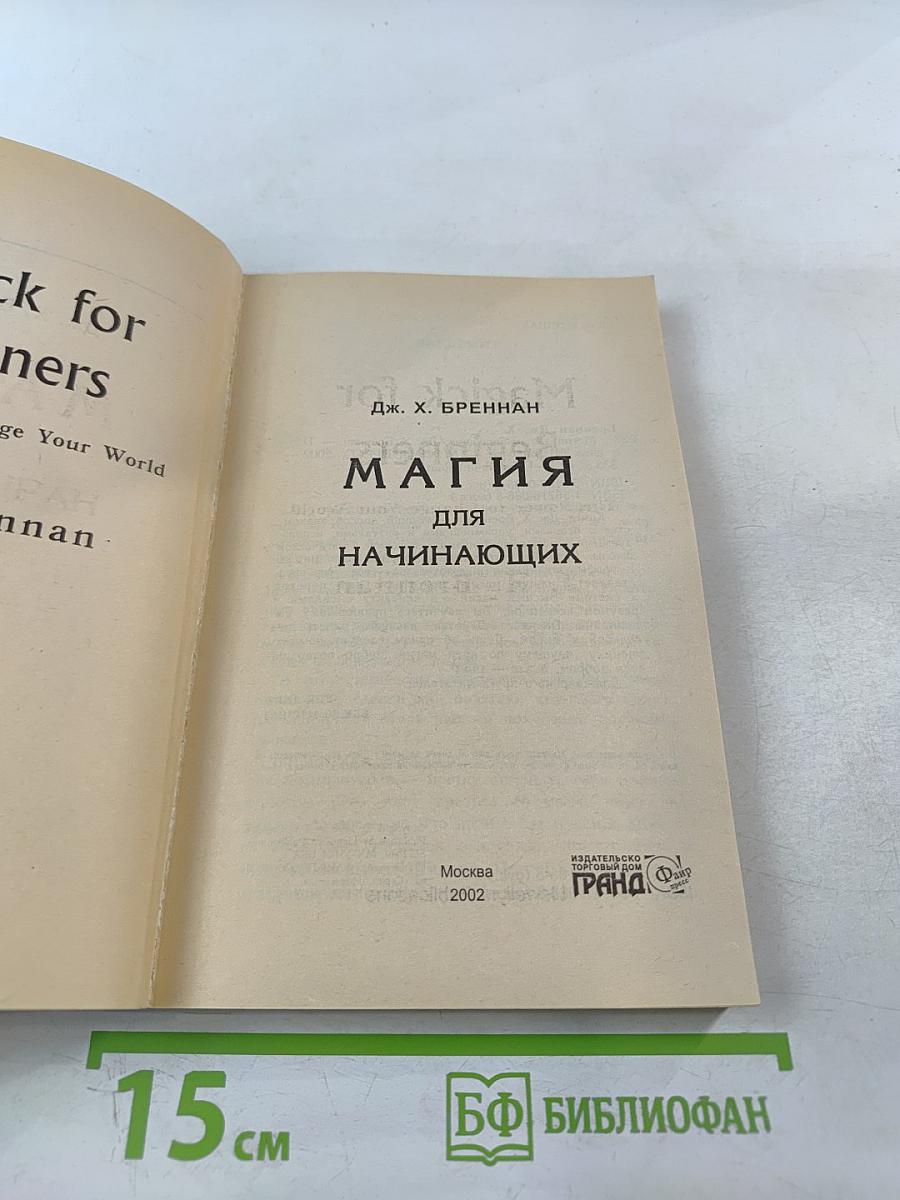 ck for
ners
ge Your World
nnan
Дж. Х. БРЕННАН
МАГИЯ
ДЛЯ
НАЧИНАЮЩИХ
Москва
2002
ИЗДАТЕЛЬСКО
ТОРГОВЫЙ ДОМ
ГРАНД
Фаир
пресс
15 см
БФ БИБЛИОФАН